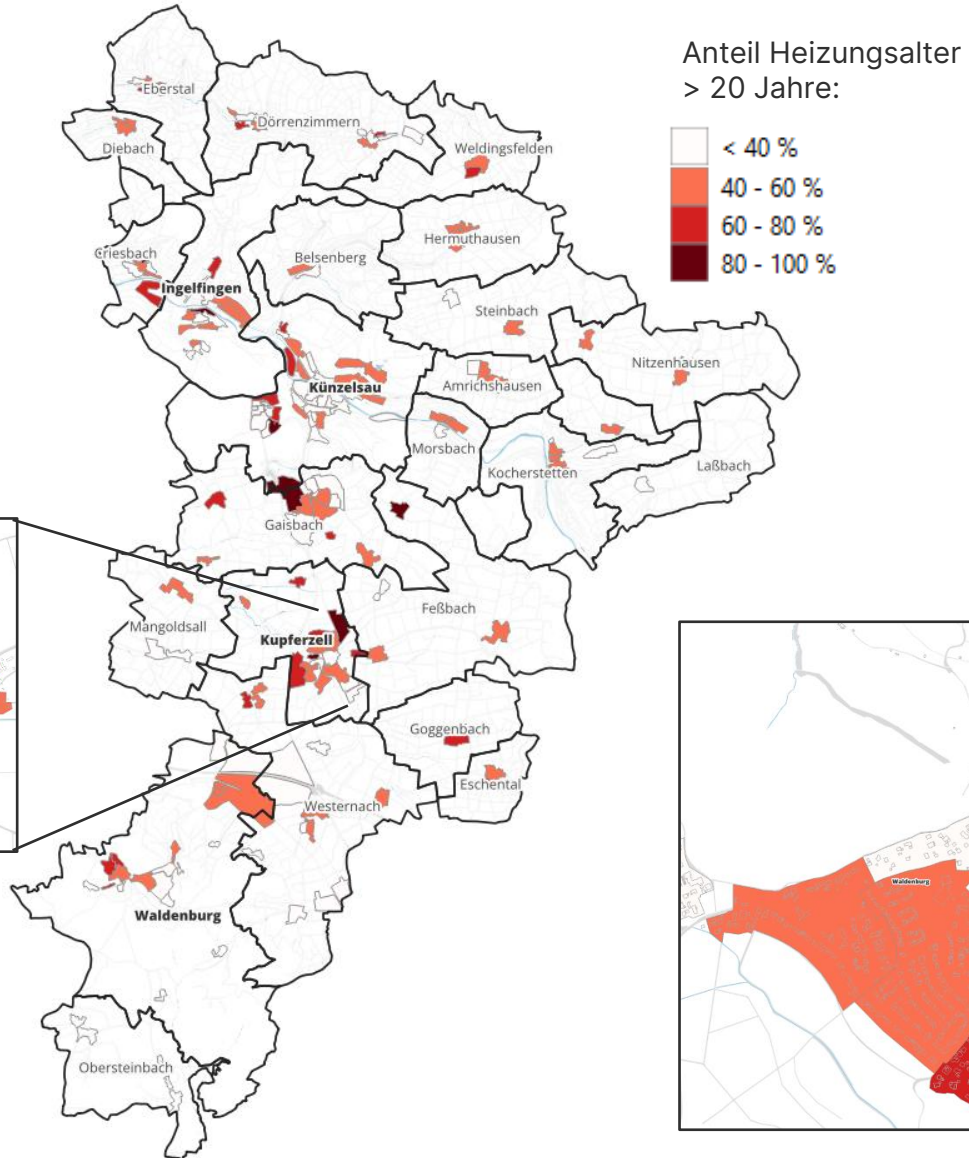 Anteil Heizungsalter
> 20 Jahre:
< 40 %
40 - 60 %
60 - 80 %
80 - 100 %
Eberstal
Dörrenzimmern
Diebach
Weldingsfelden
Hermuthausen
Criesbach
Belsenberg
Ingelfingen
Steinbach
Nitzenhausen
Künzelsau
Amrichshausen
Morsbach
Kocherstetten
Laßbach
Gaisbach
Mangoldsall
Feßbach
Kupferzell
Goggenbach
Eschental
Westernach
Waldenburg
Obersteinbach
Waldenburg